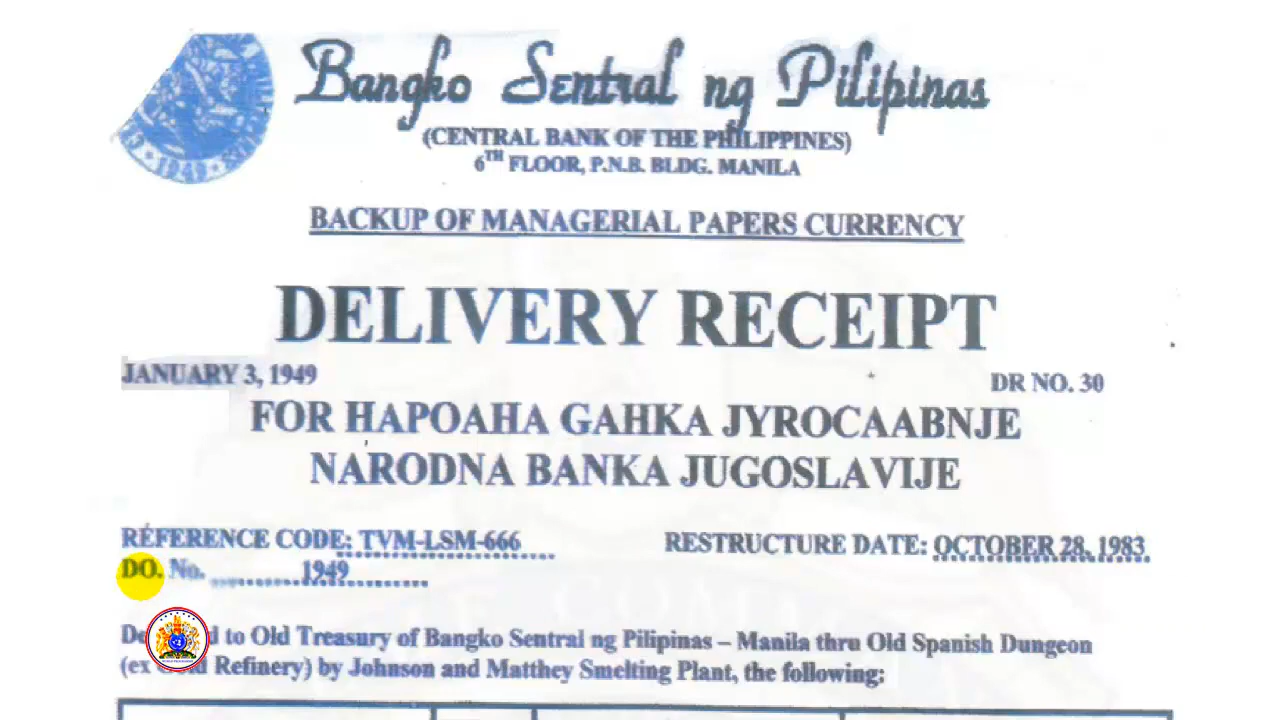 Bangko Sentral ng Pilipinas
(CENTRAL BANK OF THE PHILIPPINES)
6TH FLOOR, P.N.B. BLDG. MANILA
BACKUP OF MANAGERIAL PAPERS CURRENCY
DELIVERY RECEIPT
JANUARY 3, 1949
DR NO. 30
FOR HAPOAHA GAHKA JYROCAABNJE
NARODNA BANKA JUGOSLAVIJE
REFERENCE CODE: TVM-LSM-666
RESTRUCTURE DATE: OCTOBER 28, 1983
DO. No. ..........1949............
to Old Treasury of Bangko Sentral ng Pilipinas – Manila thru Old Spanish Dungeon
(ex Refinery) by Johnson and Matthey Smelting Plant, the following:
1949